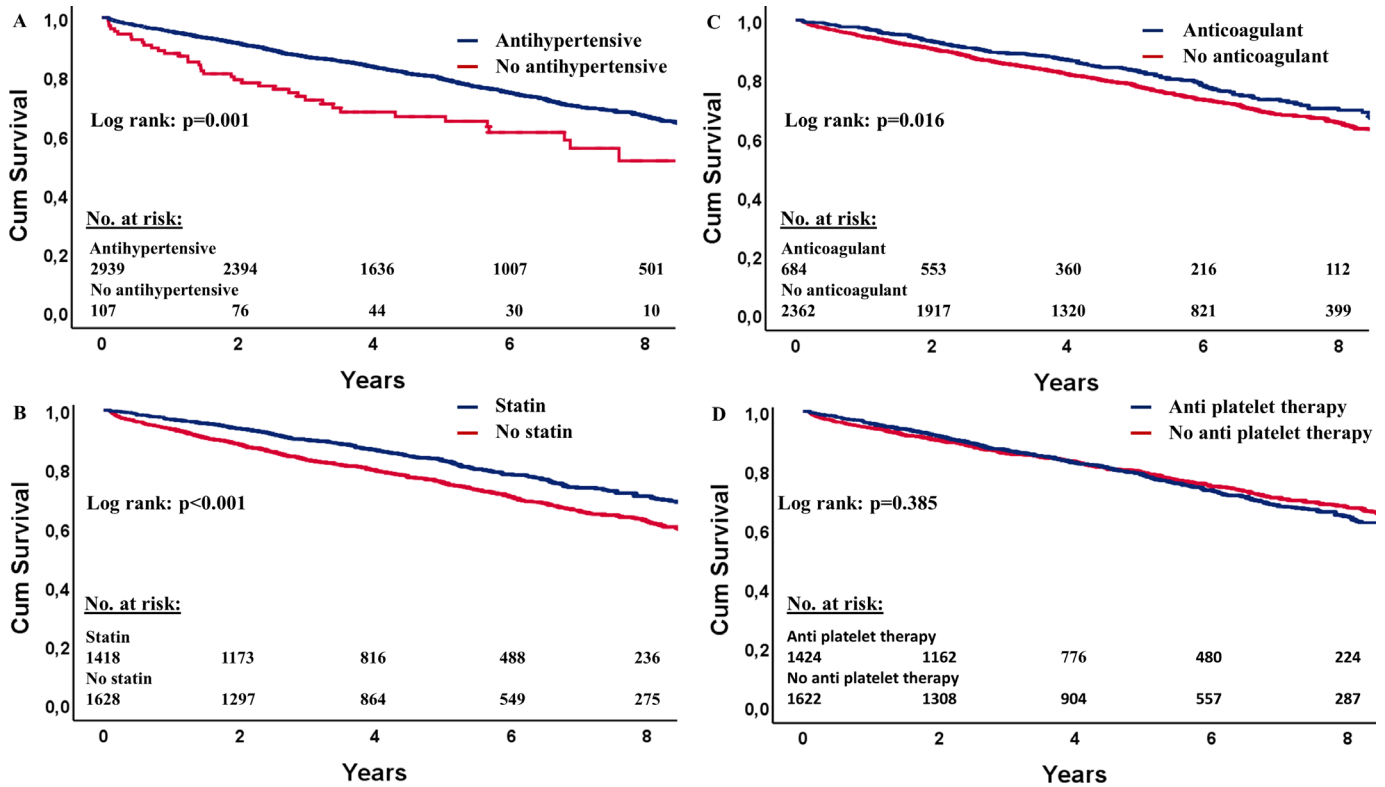 A
1,0
0,8
0,6
0,4
0,2
0,0
Cum Survival
Antihypertensive
No antihypertensive
Log rank: p=0.001
No. at risk:
Antihypertensive
2939 2394 1636 1007 501
No antihypertensive
107 76 44 30 10
0 2 4 6 8
Years
C
1,0
0,8
0,6
0,4
0,2
0,0
Cum Survival
Anticoagulant
No anticoagulant
Log rank: p=0.016
No. at risk:
Anticoagulant
684 553 360 216 112
No anticoagulant
2362 1917 1320 821 399
0 2 4 6 8
Years
B
1,0
0,8
0,6
0,4
0,2
0,0
Cum Survival
Statin
No statin
Log rank: p<0.001
No. at risk:
Statin
1418 1173 816 488 236
No statin
1628 1297 864 549 275
0 2 4 6 8
Years
D
1,0
0,8
0,6
0,4
0,2
0,0
Cum Survival
Anti platelet therapy
No anti platelet therapy
Log rank: p=0.385
No. at risk:
Anti platelet therapy
1424 1162 776 480 224
No anti platelet therapy
1622 1308 904 557 287
0 2 4 6 8
Years